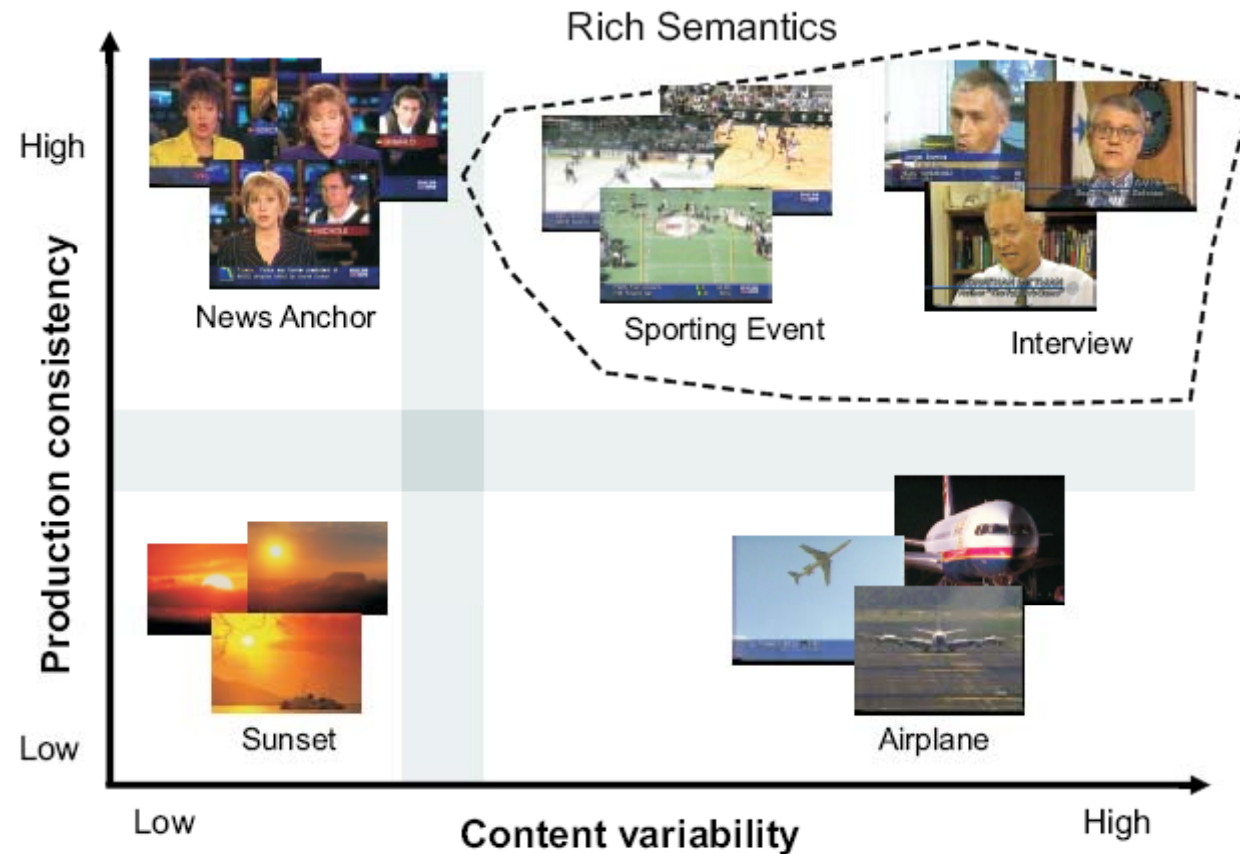 Rich Semantics
High
News Anchor
Sporting Event
Interview
Production consistency
Sunset
Airplane
Low
Low
Content variability
High